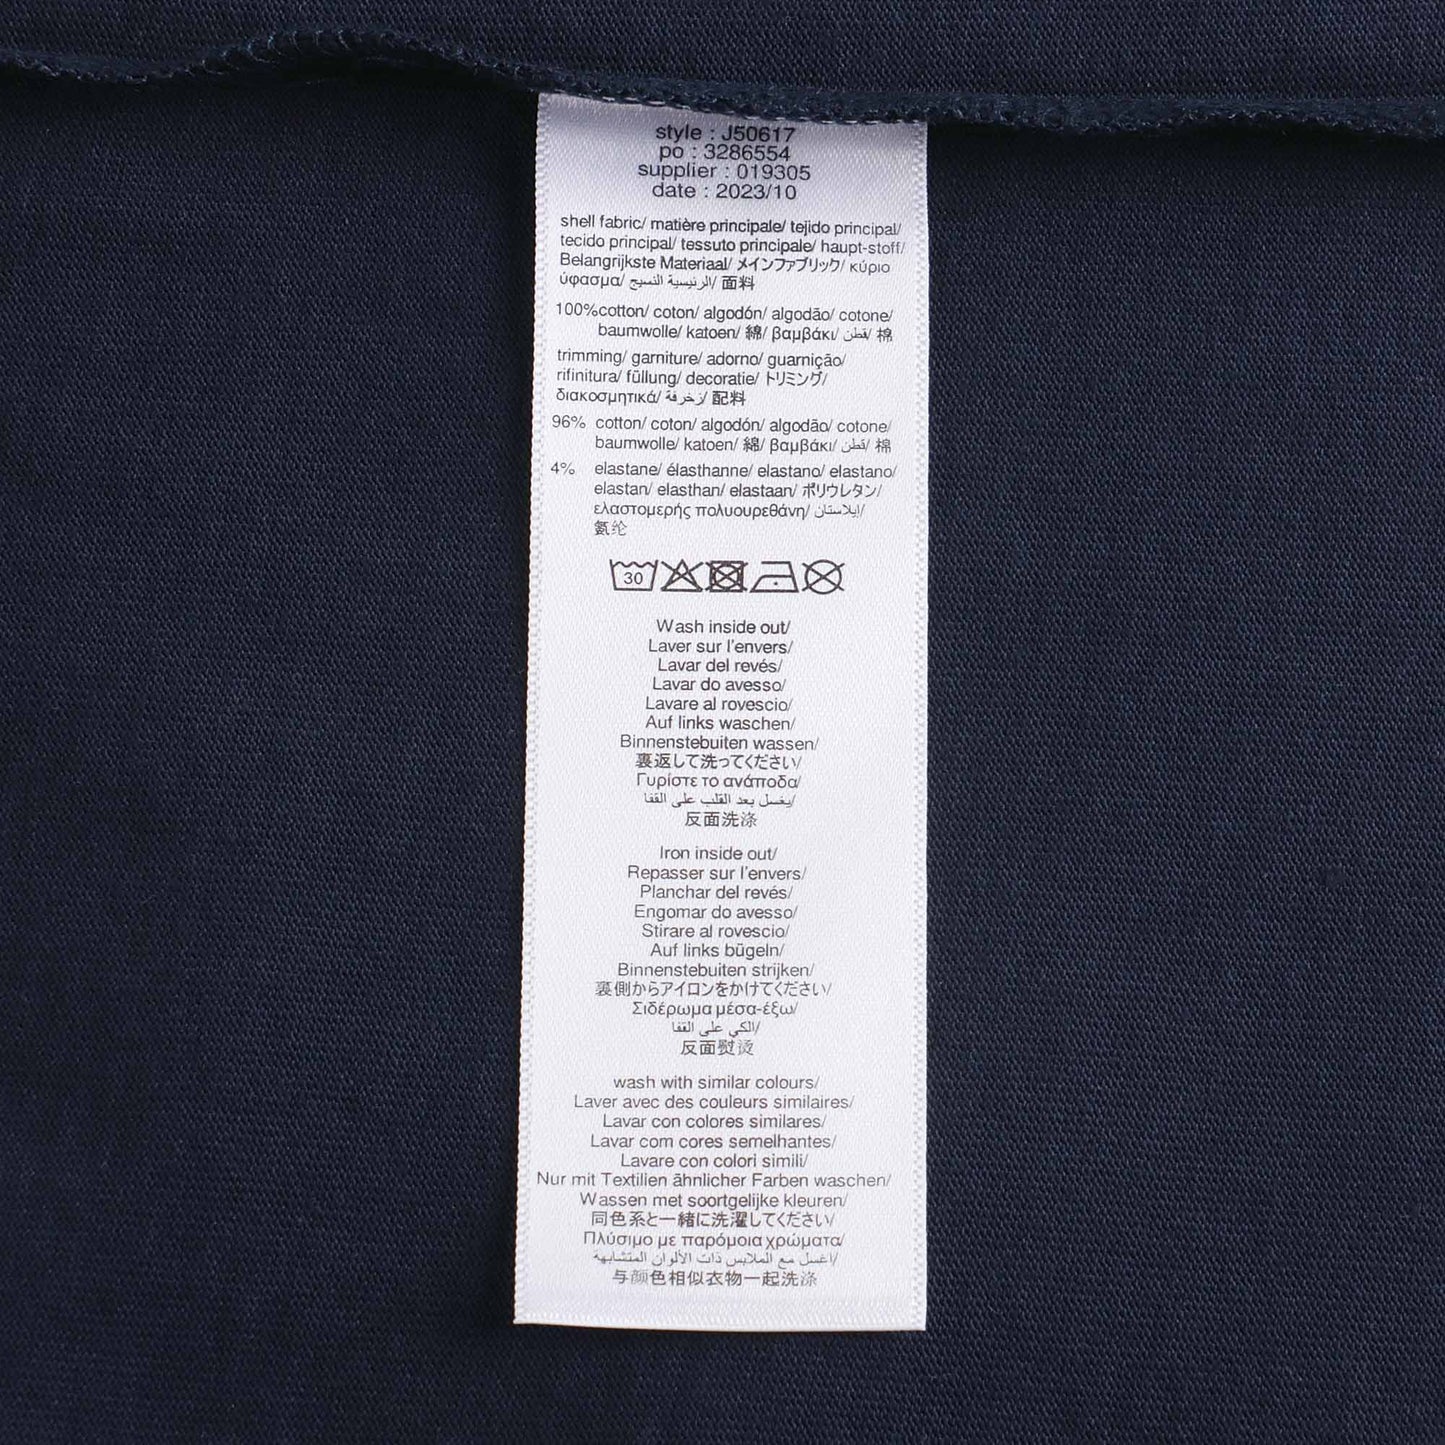 style : J50617
po : 3286554
supplier : 019305
date : 2023/10
shell fabric/ matière principale/ tejido principal/
tecido principal/ tessuto principale/ haupt-stoff/
Belangrijkste Materiaal/ メインファブリック/ κύριο
ύφασμα/ الرئيسية النسيج/ 面料
100%cotton/ coton/ algodón/ algodão/ cotone/
baumwolle/ katoen/ 綿/ βαμβάκι/ قطن/ 棉
trimming/ garniture/ adorno/ guarnição/
rifinitura/ füllung/ decoratie/ トリミング/
διακοσμητικά/ زخرفة/ 配料
96% cotton/ coton/ algodón/ algodão/ cotone/
baumwolle/ katoen/ 綿/ βαμβάκι/ قطن/ 棉
4% elastane/ élasthanne/ elastano/ elastano/
elastan/ elasthan/ elastaan/ ポリウレタン/
ελαστομερής πολυουρεθάνη/ إيلاستان/
氨纶
30
Wash inside out/
Laver sur l'envers/
Lavar del revés/
Lavar do avesso/
Lavare al rovescio/
Auf links waschen/
Binnenstebuiten wassen/
裏返して洗ってください/
Γυρίστε το ανάποδα/
يغسل بعد القلب على القفا/
反面洗涤
Iron inside out/
Repasser sur l'envers/
Planchar del revés/
Engomar do avesso/
Stirare al rovescio/
Auf links bügeln/
Binnenstebuiten strijken/
裏側からアイロンをかけてください/
Σιδέρωμα μέσα-έξω/
الكي على القفا/
反面熨烫
wash with similar colours/
Laver avec des couleurs similaires/
Lavar con colores similares/
Lavar com cores semelhantes/
Lavare con colori simili/
Nur mit Textilien ähnlicher Farben waschen/
Wassen met soortgelijke kleuren/
同色系と一緒に洗濯してください/
Πλύσιμο με παρόμοια χρώματα/
اغسل مع الملابس ذات الألوان المتشابهة/
与颜色相似衣物一起洗涤